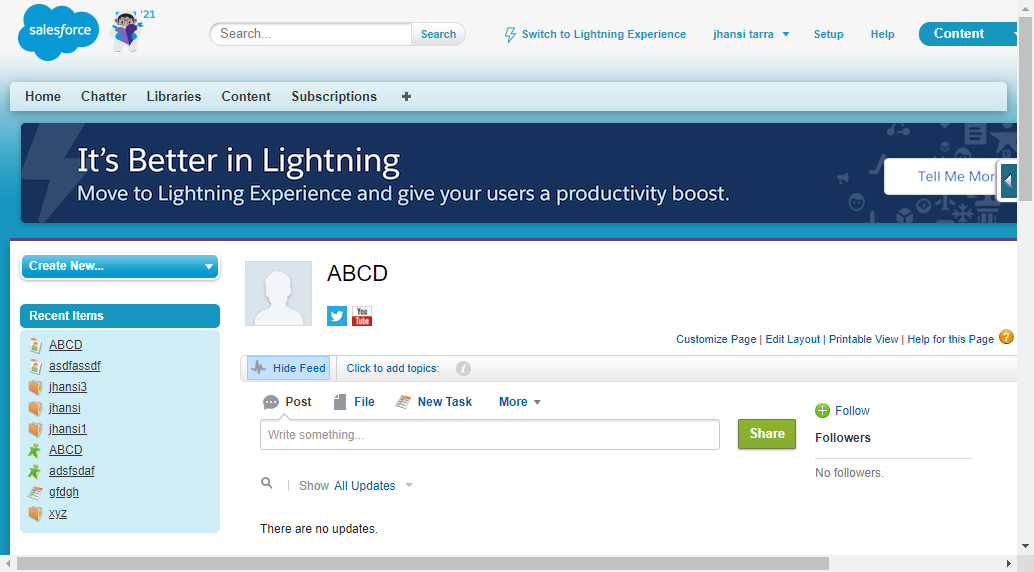 salesforce
'21
Search...
Search
Switch to Lightning Experience
jhansi tarra
Setup
Help
Content
Home Chatter Libraries Content Subscriptions +
It's Better in Lightning
Move to Lightning Experience and give your users a productivity boost.
Tell Me Mor
Create New...
ABCD
You
Tube
Recent Items
ABCD
asdfassdf
jhansi3
jhansi
jhansi1
ABCD
adsfsdaf
gfdgh
xyz
Customize Page | Edit Layout | Printable View | Help for this Page ?
Hide Feed
Click to add topics: i
Post File New Task More
Write something...
Share
Follow
Followers
No followers.
Show All Updates
There are no updates.